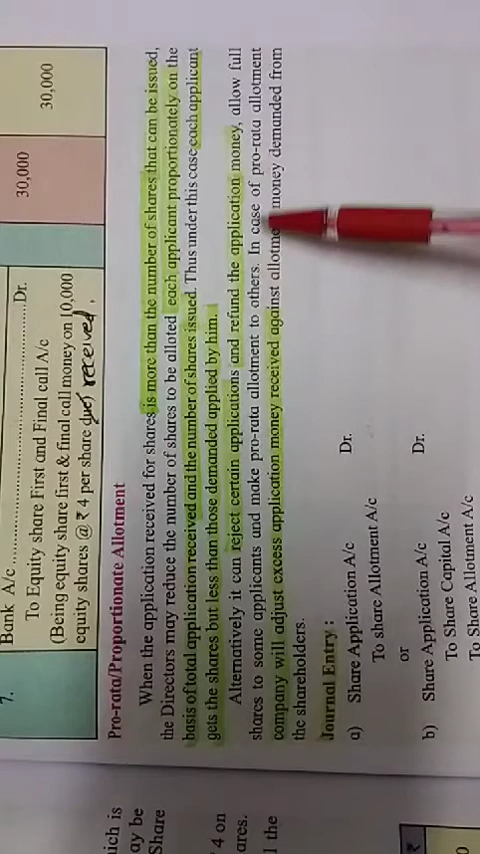 7.
Bank A/c ........................................Dr.
30,000
To Equity share First and Final call A/c
30,000
(Being equity share first & final call money on 10,000
equity shares @ ₹ 4 per share received.
Pro-rata/Proportionate Allotment
When the application received for shares is more than the number of shares that can be issued,
the Directors may reduce the number of shares to be alloted each applicant proportionately on the
basis of total application received and the number of shares issued. Thus under this case each applicant
gets the shares but less than those demanded applied by him.
Alternatively it can reject certain applications and refund the application money, allow full
shares to some applicants and make pro-rata allotment to others. In case of pro-rata allotment
company will adjust excess application money received against money demanded from
the shareholders.
Journal Entry :
a) Share Application A/c Dr.
To share Allotment A/c
or
b) Share Application A/c Dr.
To Share Capital A/c
To Share Allotment A/c
is
ay be
Share
4 on
ares.
the
₹